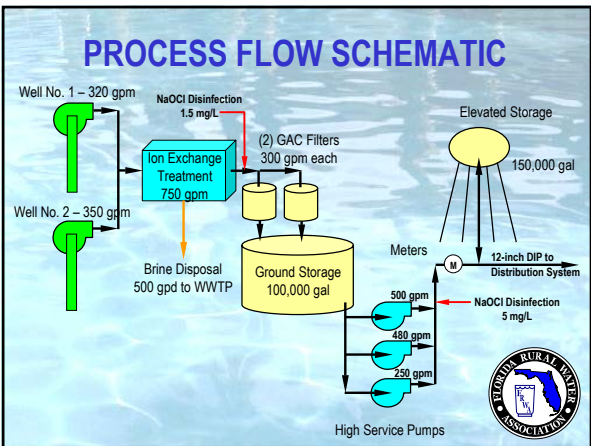 PROCESS FLOW SCHEMATIC
Well No. 1 – 320 gpm
NaOCl Disinfection
1.5 mg/L
(2) GAC Filters
300 gpm each
Elevated Storage
150,000 gal
Ion Exchange
Treatment
750 gpm
Well No. 2 – 350 gpm
Brine Disposal
500 gpd to WWTP
Ground Storage
100,000 gal
Meters
M
12-inch DIP to
Distribution System
500 gpm
NaOCl Disinfection
5 mg/L
480 gpm
250 gpm
High Service Pumps
FLORIDA RURAL WATER
ASSOCIATION
FRWA